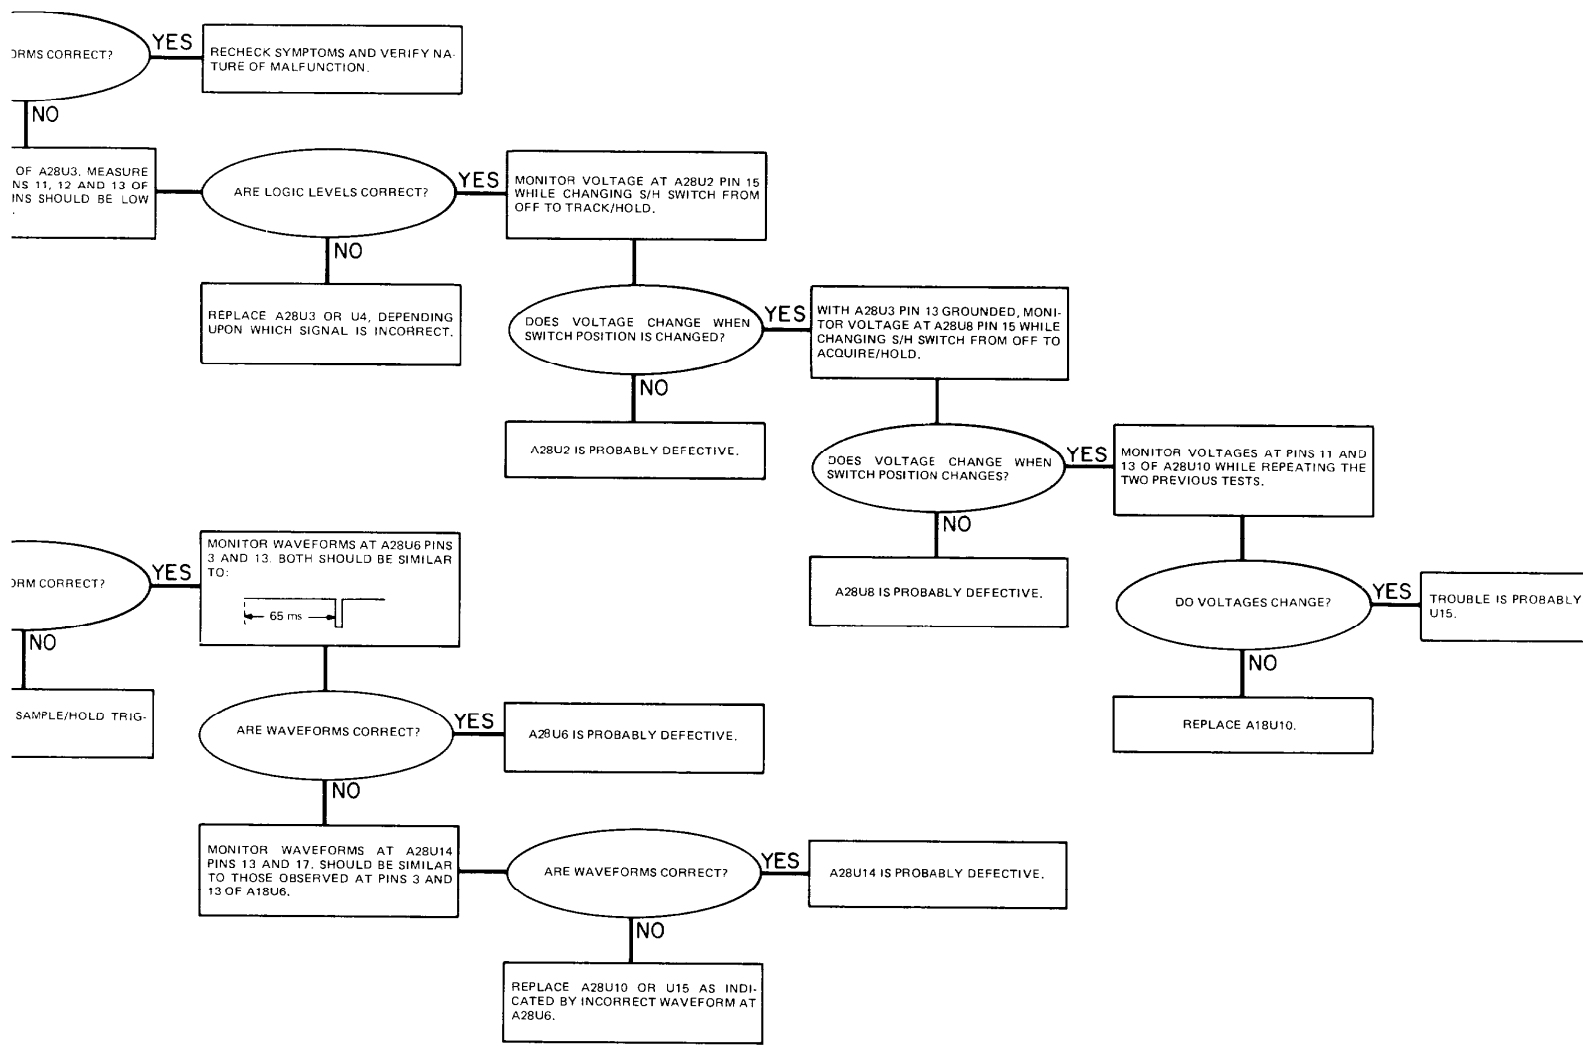 ORMS CORRECT?
YES
RECHECK SYMPTOMS AND VERIFY NA-
TURE OF MALFUNCTION.
NO
OF A28U3. MEASURE
NS 11, 12 AND 13 OF
INS SHOULD BE LOW
.
ARE LOGIC LEVELS CORRECT?
YES
MONITOR VOLTAGE AT A28U2 PIN 15
WHILE CHANGING S/H SWITCH FROM
OFF TO TRACK/HOLD.
NO
REPLACE A28U3 OR U4, DEPENDING
UPON WHICH SIGNAL IS INCORRECT.
DOES VOLTAGE CHANGE WHEN
SWITCH POSITION IS CHANGED?
YES
WITH A28U3 PIN 13 GROUNDED, MONI-
TOR VOLTAGE AT A28U8 PIN 15 WHILE
CHANGING S/H SWITCH FROM OFF TO
ACQUIRE/HOLD.
NO
A28U2 IS PROBABLY DEFECTIVE.
DOES VOLTAGE CHANGE WHEN
SWITCH POSITION CHANGES?
YES
MONITOR VOLTAGES AT PINS 11 AND
13 OF A28U10 WHILE REPEATING THE
TWO PREVIOUS TESTS.
NO
A28U8 IS PROBABLY DEFECTIVE.
DO VOLTAGES CHANGE?
YES
TROUBLE IS PROBABLY
U15.
NO
REPLACE A18U10.
ORM CORRECT?
YES
MONITOR WAVEFORMS AT A28U6 PINS
3 AND 13. BOTH SHOULD BE SIMILAR
TO:
65 ms
NO
SAMPLE/HOLD TRIG-
ARE WAVEFORMS CORRECT?
YES
A28U6 IS PROBABLY DEFECTIVE.
NO
MONITOR WAVEFORMS AT A28U14
PINS 13 AND 17. SHOULD BE SIMILAR
TO THOSE OBSERVED AT PINS 3 AND
13 OF A18U6.
ARE WAVEFORMS CORRECT?
YES
A28U14 IS PROBABLY DEFECTIVE.
NO
REPLACE A28U10 OR U15 AS INDI-
CATED BY INCORRECT WAVEFORM AT
A28U6.